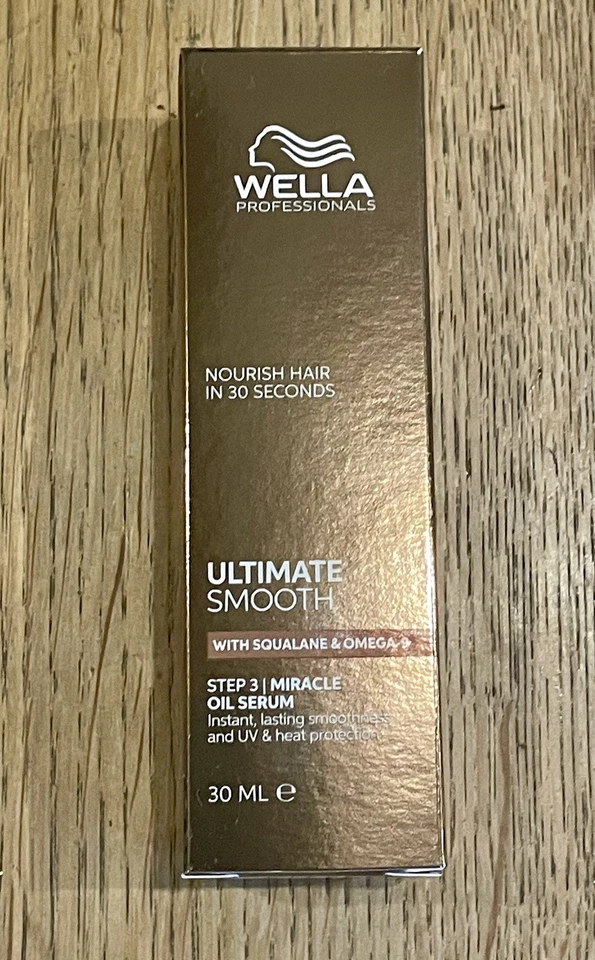 WELLA
PROFESSIONALS
NOURISH HAIR
IN 30 SECONDS
ULTIMATE
SMOOTH
WITH SQUALANE & OMEGA-9
STEP 3 | MIRACLE
OIL SERUM
Instant, lasting smoothness
and UV & heat protection
30 ML ℮